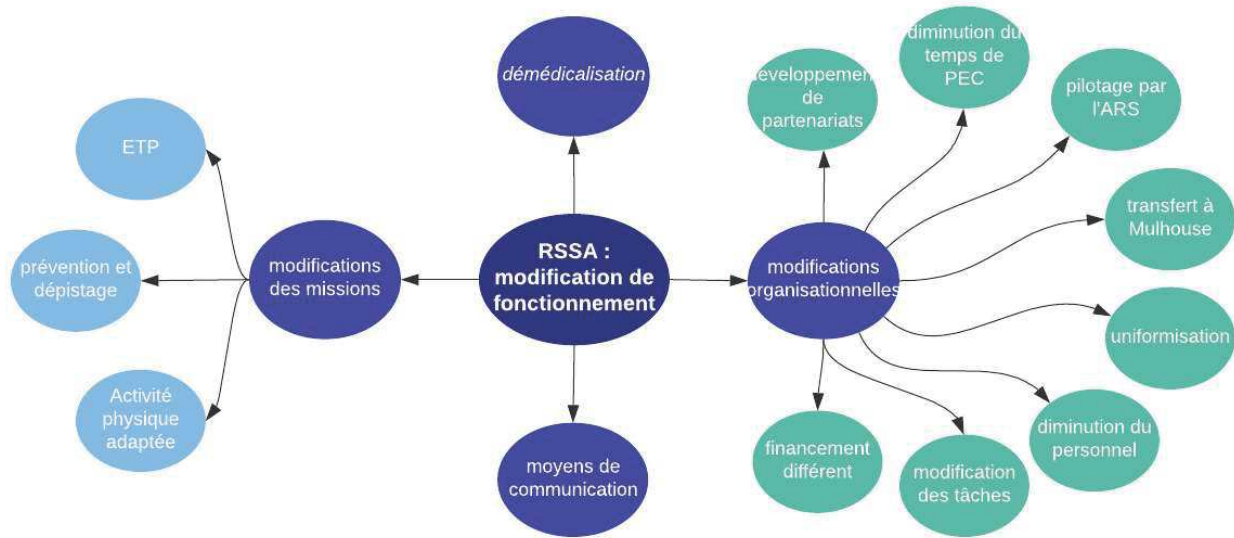 démédicalisation
ETP
prévention et
dépistage
Activité
physique
adaptée
modifications
des missions
RSSA :
modification de
fonctionnement
moyens de
communication
modifications
organisationnelles
developpement
de
partenariats
diminution du
temps de
PEC
pilotage par
l'ARS
transfert à
Mulhouse
uniformisation
diminution du
personnel
modification
des tâches
financement
différent